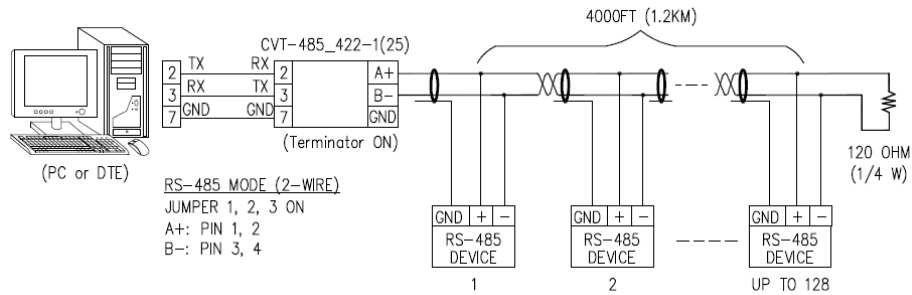 4000FT (1.2KM)
CVT-485_422-1(25)
TX RX
2 2 A+
RX TX
3 3 B-
GND GND
7 7 GND
(Terminator ON)
(PC or DTE)
RS-485 MODE (2-WIRE)
JUMPER 1, 2, 3 ON
A+: PIN 1, 2
B-: PIN 3, 4
120 OHM
(1/4 W)
GND + -
RS-485
DEVICE
1
GND + -
RS-485
DEVICE
2
GND + -
RS-485
DEVICE
UP TO 128